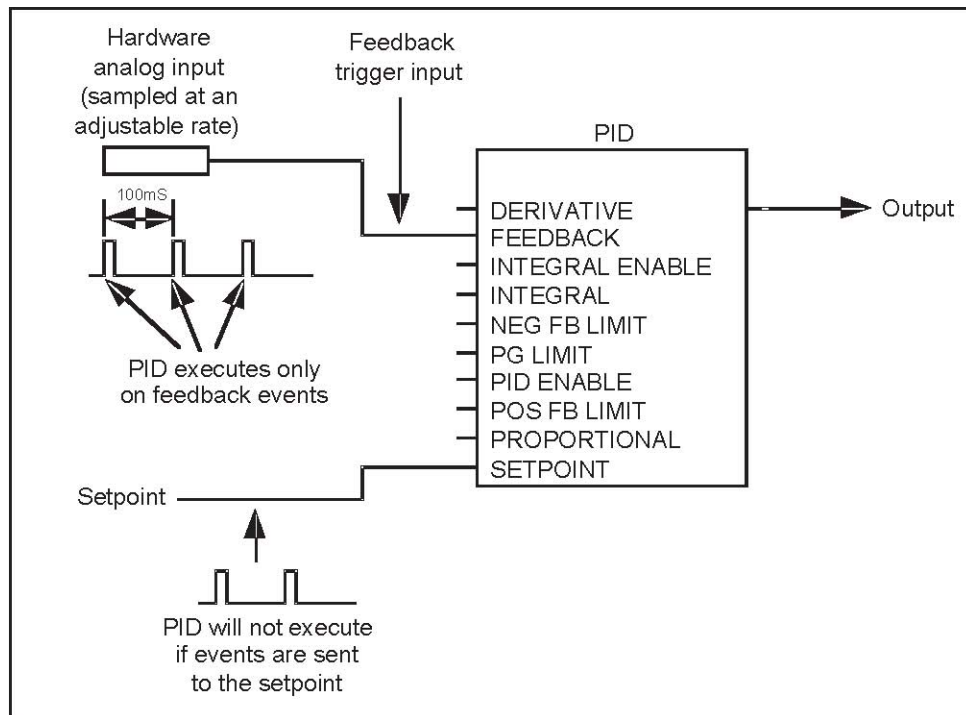 Hardware
analog input
(sampled at an
adjustable rate)
Feedback
trigger input
PID
100mS
DERIVATIVE
FEEDBACK
INTEGRAL ENABLE
INTEGRAL
NEG FB LIMIT
PG LIMIT
PID ENABLE
POS FB LIMIT
PROPORTIONAL
SETPOINT
Output
PID executes only
on feedback events
Setpoint
PID will not execute
if events are sent
to the setpoint